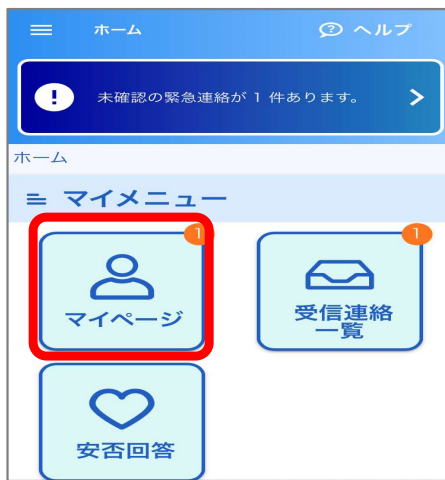 ホーム
ヘルプ
未確認の緊急連絡が 1 件あります。
ホーム
マイメニュー
1
1
マイページ
受信連絡
一覧
安否回答